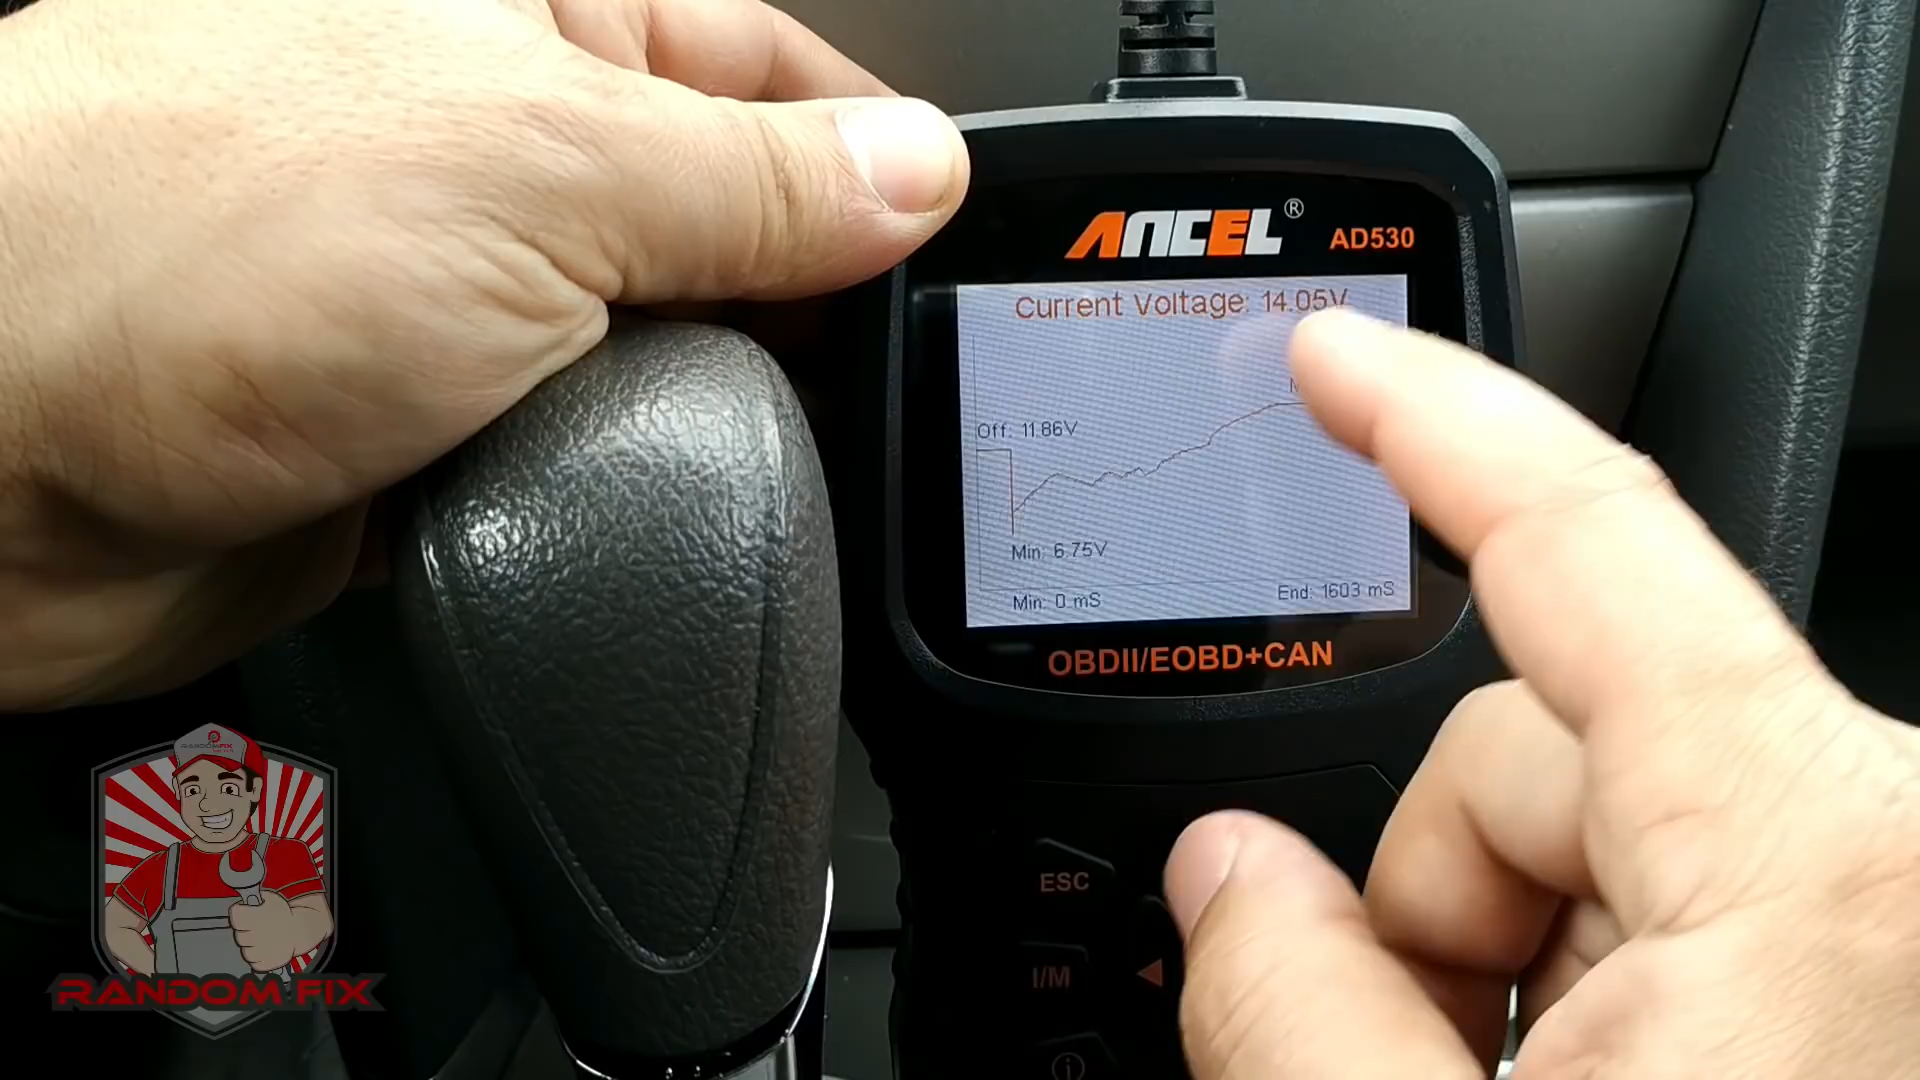 ANCEL®
AD530
Current Voltage: 14.05V
Off: 11.86V
Min: 6.75V
Min: 0 mS
End: 1603 mS
OBDII/EOBD+CAN
ESC
I/M
RANDOMFIX
RANDOM FIX